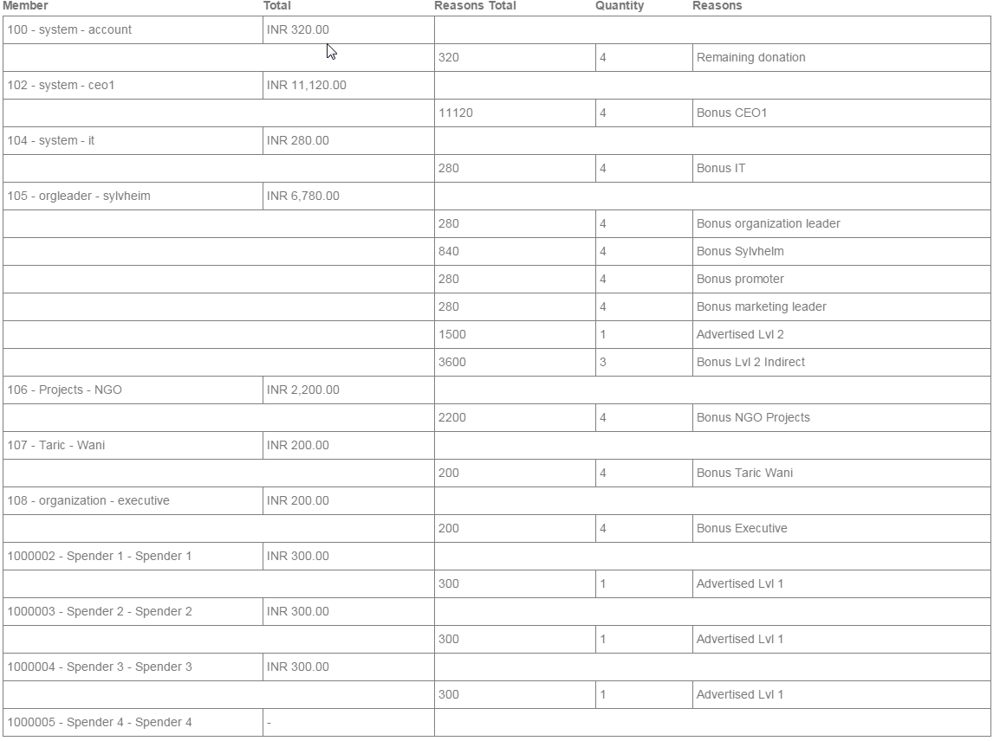 Member Total Reasons Total Quantity Reasons
100 - system - account INR 320.00
320 4 Remaining donation
102 - system - ceo1 INR 11,120.00
11120 4 Bonus CEO1
104 - system - it INR 280.00
280 4 Bonus IT
105 - orgleader - sylvheim INR 6,780.00
280 4 Bonus organization leader
840 4 Bonus Sylvhelm
280 4 Bonus promoter
280 4 Bonus marketing leader
1500 1 Advertised Lvl 2
3600 3 Bonus Lvl 2 Indirect
106 - Projects - NGO INR 2,200.00
2200 4 Bonus NGO Projects
107 - Taric - Wani INR 200.00
200 4 Bonus Taric Wani
108 - organization - executive INR 200.00
200 4 Bonus Executive
1000002 - Spender 1 - Spender 1 INR 300.00
300 1 Advertised Lvl 1
1000003 - Spender 2 - Spender 2 INR 300.00
300 1 Advertised Lvl 1
1000004 - Spender 3 - Spender 3 INR 300.00
300 1 Advertised Lvl 1
1000005 - Spender 4 - Spender 4 -